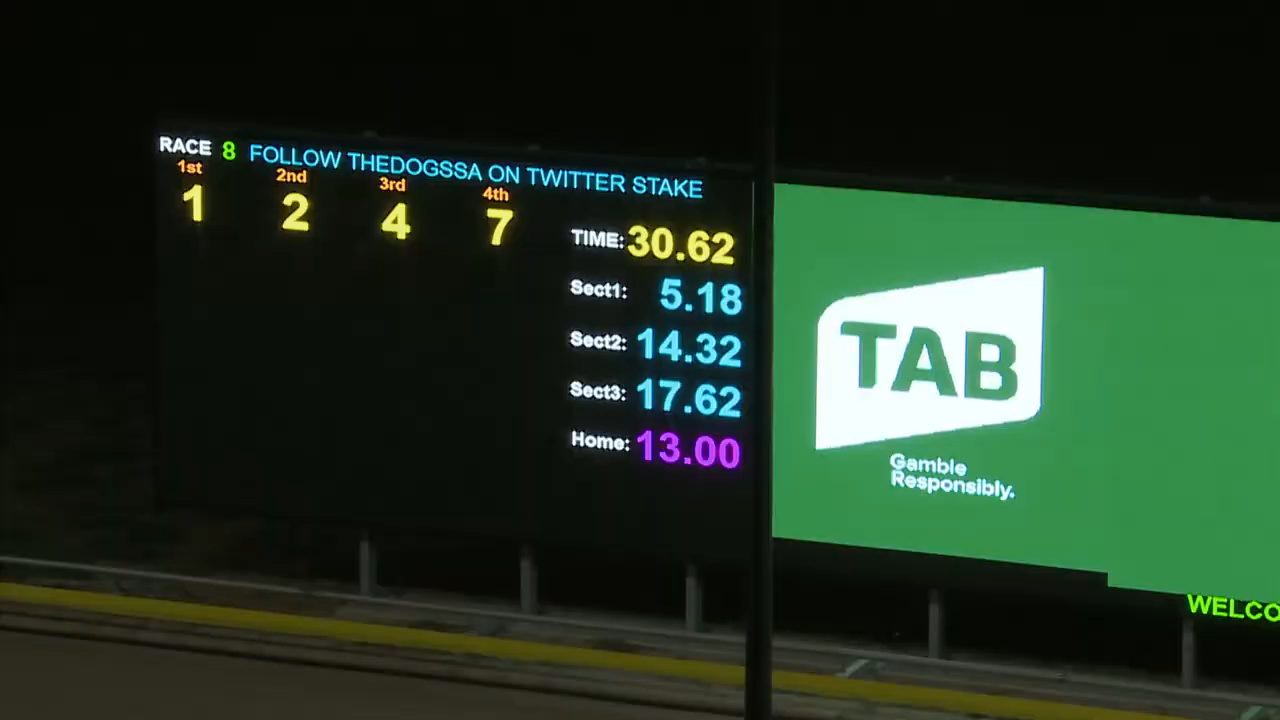 RACE 8 FOLLOW THEDOGSSA ON TWITTER STAKE
1st 2nd 3rd 4th
1 2 4 7
TIME: 30.62
Sect1: 5.18
Sect2: 14.32
Sect3: 17.62
Home: 13.00
TAB
Gamble
Responsibly.
WELCO